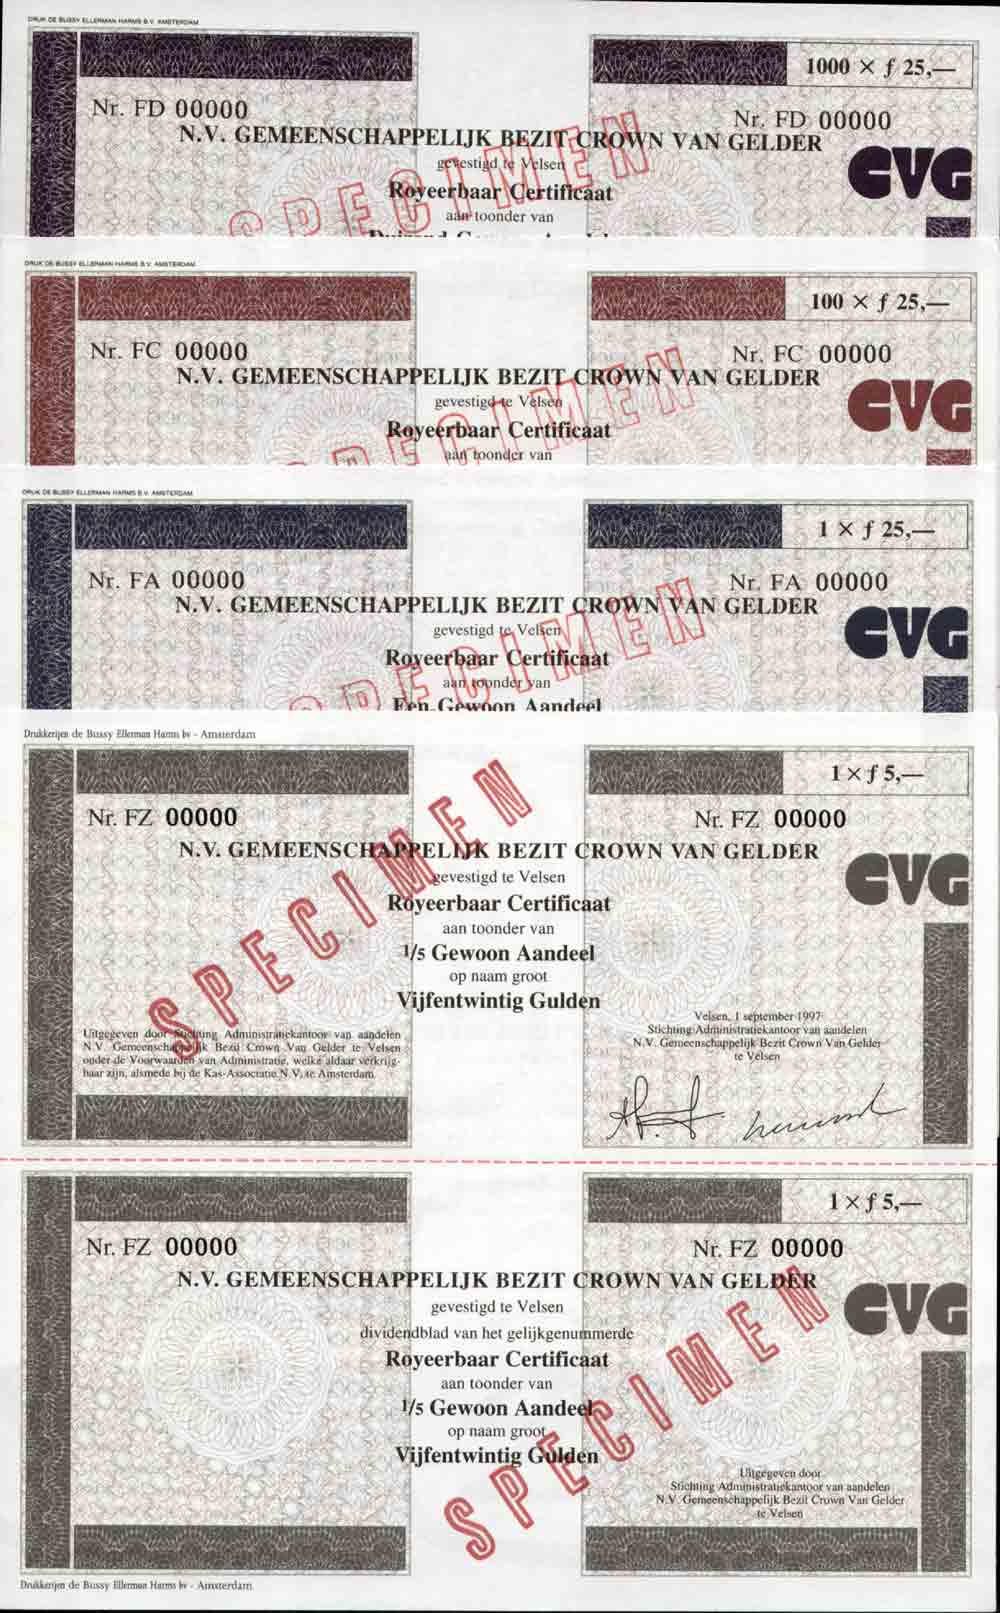 DRUK DE BUSSY ELLERMAN HARMS B.V. AMSTERDAM
1000 × ƒ 25,—
Nr. FD 00000
Nr. FD 00000
N.V. GEMEENSCHAPPELIJK BEZIT CROWN VAN GELDER
CVG
gevestigd te Velsen
Royeerbaar Certificaat
aan toonder van
SPECIMEN
DRUK DE BUSSY ELLERMAN HARMS B.V. AMSTERDAM
100 × ƒ 25,—
Nr. FC 00000
Nr. FC 00000
N.V. GEMEENSCHAPPELIJK BEZIT CROWN VAN GELDER
CVG
gevestigd te Velsen
Royeerbaar Certificaat
aan toonder van
SPECIMEN
DRUK DE BUSSY ELLERMAN HARMS B.V. AMSTERDAM
1 × ƒ 25,—
Nr. FA 00000
Nr. FA 00000
N.V. GEMEENSCHAPPELIJK BEZIT CROWN VAN GELDER
CVG
gevestigd te Velsen
Royeerbaar Certificaat
aan toonder van
Een Gewoon Aandeel
SPECIMEN
Drukkerijen de Bussy Ellerman Harms bv - Amsterdam
1 × ƒ 5,—
Nr. FZ 00000
Nr. FZ 00000
N.V. GEMEENSCHAPPELIJK BEZIT CROWN VAN GELDER
CVG
gevestigd te Velsen
Royeerbaar Certificaat
aan toonder van
1/5 Gewoon Aandeel
op naam groot
Vijfentwintig Gulden
SPECIMEN
Uitgegeven door Stichting Administratiekantoor van aandelen
N.V. Gemeenschappelijk Bezit Crown Van Gelder te Velsen
onder de Voorwaarden van Administratie, welke aldaar verkrijg-
baar zijn, alsmede bij de Kas-Associatie N.V. te Amsterdam.
Velsen, 1 september 1997
Stichting Administratiekantoor van aandelen
N.V. Gemeenschappelijk Bezit Crown Van Gelder
te Velsen
1 × ƒ 5,—
Nr. FZ 00000
Nr. FZ 00000
N.V. GEMEENSCHAPPELIJK BEZIT CROWN VAN GELDER
CVG
gevestigd te Velsen
dividendblad van het gelijkgenummerde
Royeerbaar Certificaat
aan toonder van
1/5 Gewoon Aandeel
op naam groot
Vijfentwintig Gulden
SPECIMEN
Uitgegeven door
Stichting Administratiekantoor van aandelen
N.V. Gemeenschappelijk Bezit Crown Van Gelder
te Velsen
Drukkerijen de Bussy Ellerman Harms bv - Amsterdam